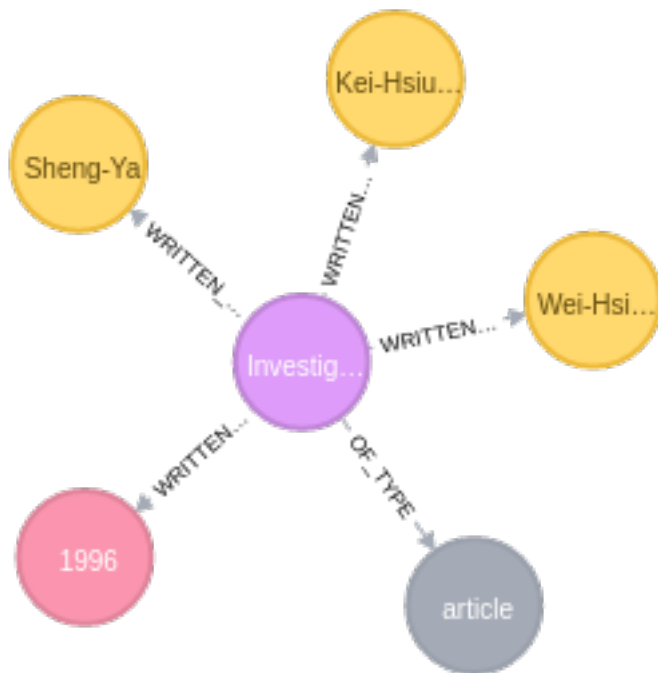 Kei-Hsiu...
Sheng-Ya
WRITTEN_...
WRITTEN...
Wei-Hsi...
WRITTEN...
Investig...
WRITTEN...
OF_TYPE
1996
article